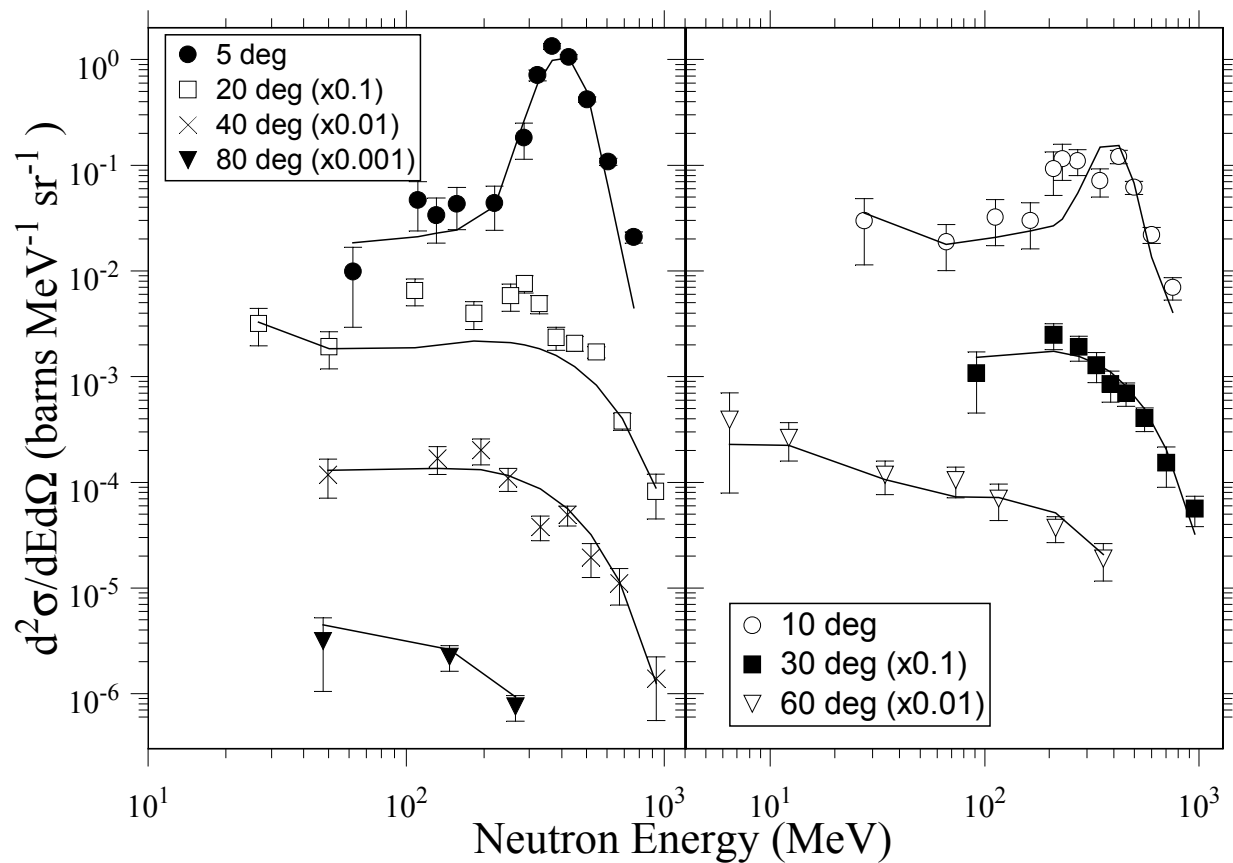 d²σ/dEdΩ (barns MeV⁻¹ sr⁻¹)
10⁰
10⁻¹
10⁻²
10⁻³
10⁻⁴
10⁻⁵
10⁻⁶
5 deg
20 deg (x0.1)
40 deg (x0.01)
80 deg (x0.001)
10 deg
30 deg (x0.1)
60 deg (x0.01)
10¹ 10² 10³ 10¹ 10² 10³
Neutron Energy (MeV)